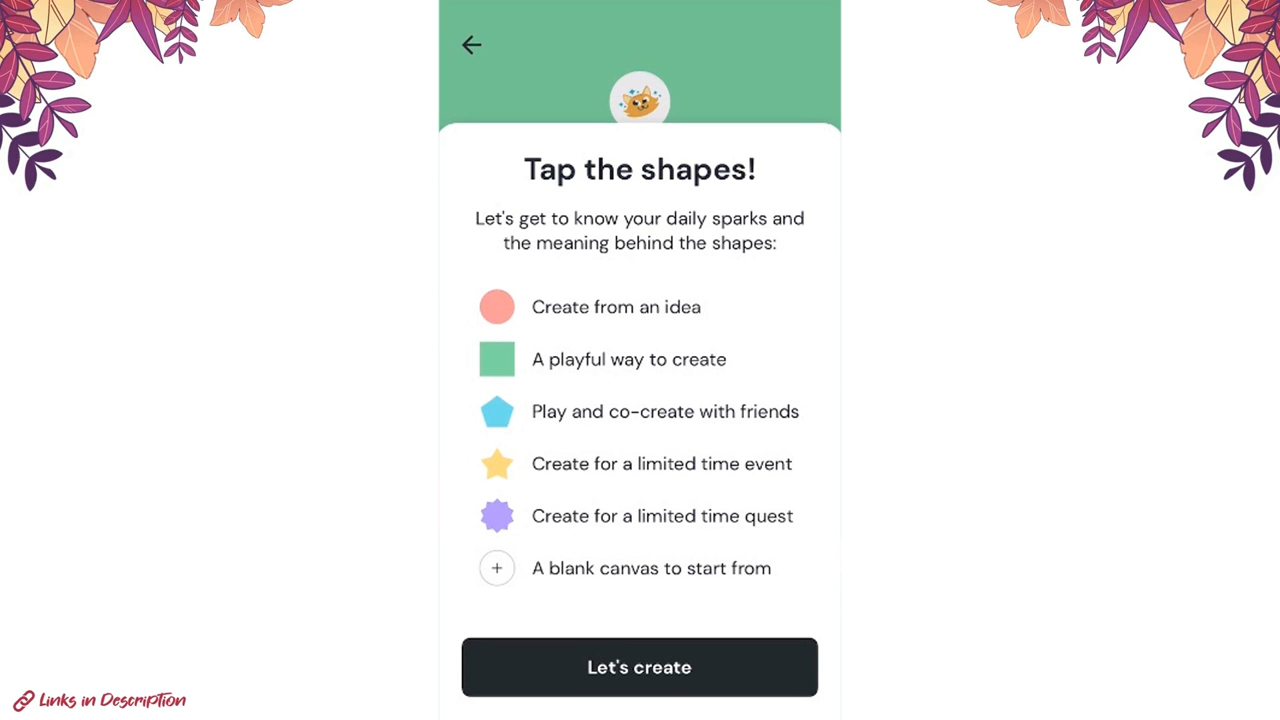 Tap the shapes!
Let's get to know your daily sparks and
the meaning behind the shapes:
Create from an idea
A playful way to create
Play and co-create with friends
Create for a limited time event
Create for a limited time quest
A blank canvas to start from
Let's create
Links in Description